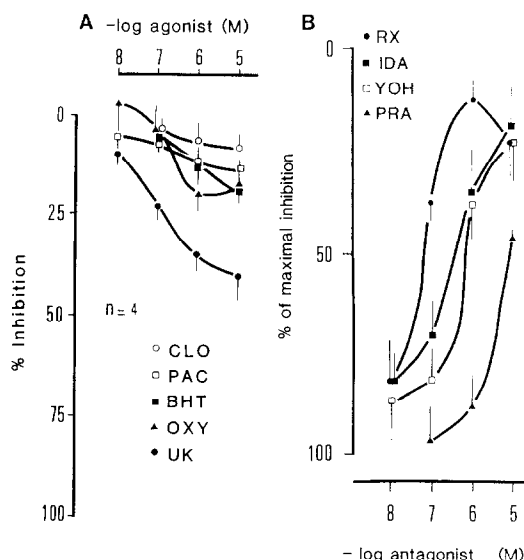 A
-log agonist (M)
8 7 6 5
0
25
50
75
100
% Inhibition
n = 4
CLO
PAC
BHT
OXY
UK
B
RX
IDA
YOH
PRA
0
50
100
% of maximal inhibition
8 7 6 5
- log antagonist (M)